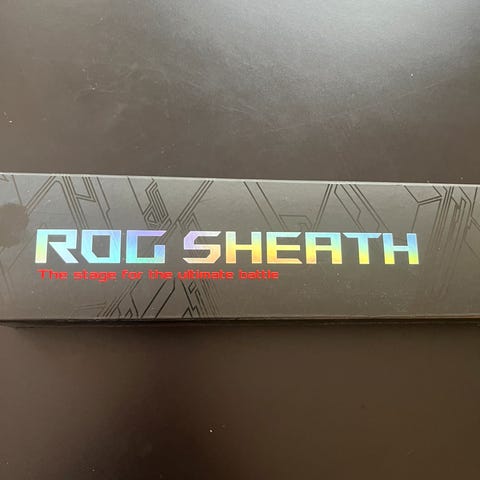 ROG SHEATH
The stage for the ultimate battle